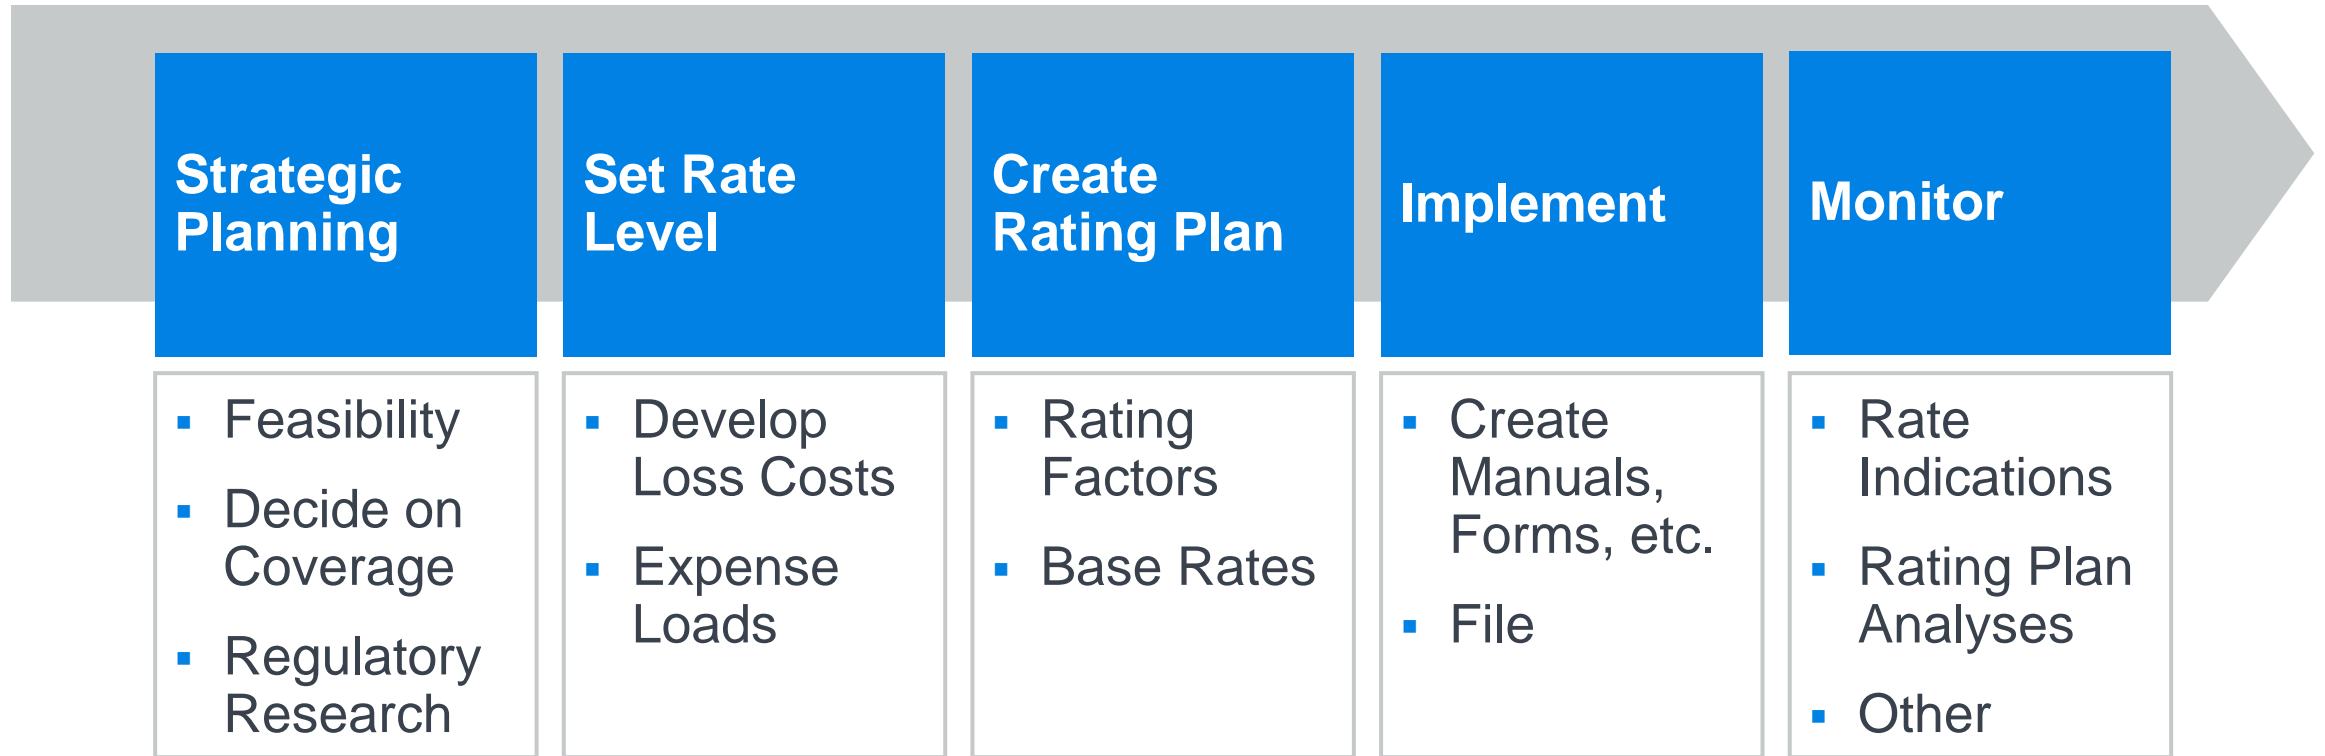 Strategic
Planning
Set Rate
Level
Create
Rating Plan
Implement
Monitor
▪ Feasibility
▪ Decide on
Coverage
▪ Regulatory
Research
▪ Develop
Loss Costs
▪ Expense
Loads
▪ Rating
Factors
▪ Base Rates
▪ Create
Manuals,
Forms, etc.
▪ File
▪ Rate
Indications
▪ Rating Plan
Analyses
▪ Other